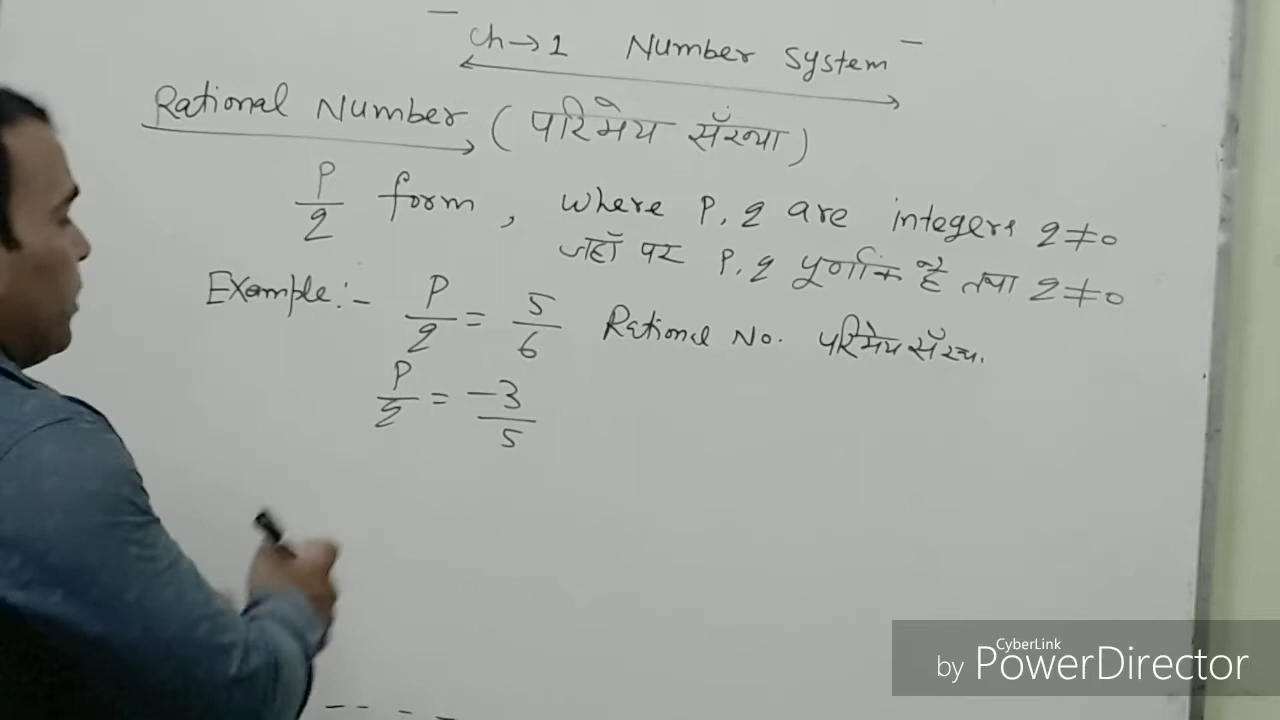 Ch→1 Number System
Rational Number (परिमेय सँख्या)
P/q form, where P, q are integers q≠0
जहाँ पर P, q पूर्णांक है तथा q≠0
Example:- P/q = 5/6 Rational No. परिमेय सँख्या.
P/q = -3/5
CyberLink
by PowerDirector